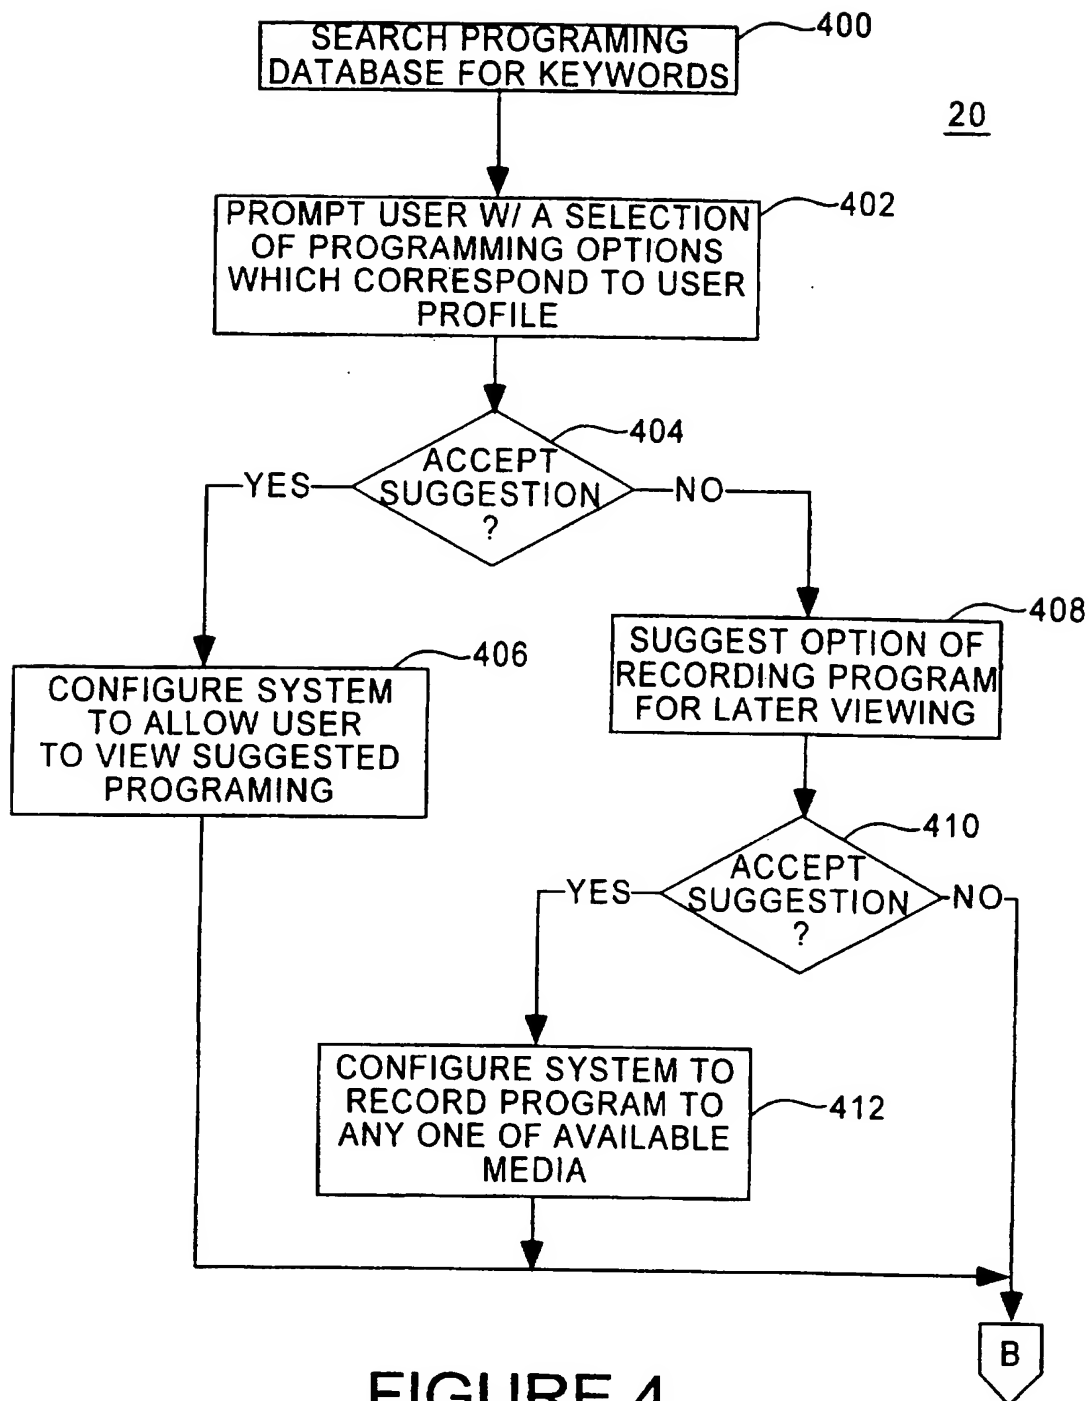 SEARCH PROGRAMING
DATABASE FOR KEYWORDS
400
20
PROMPT USER W/ A SELECTION
OF PROGRAMMING OPTIONS
WHICH CORRESPOND TO USER
PROFILE
402
ACCEPT
SUGGESTION
?
404
YES
NO
CONFIGURE SYSTEM
TO ALLOW USER
TO VIEW SUGGESTED
PROGRAMING
406
SUGGEST OPTION OF
RECORDING PROGRAM
FOR LATER VIEWING
408
ACCEPT
SUGGESTION
?
410
YES
NO
CONFIGURE SYSTEM TO
RECORD PROGRAM TO
ANY ONE OF AVAILABLE
MEDIA
412
B
FIGURE 4